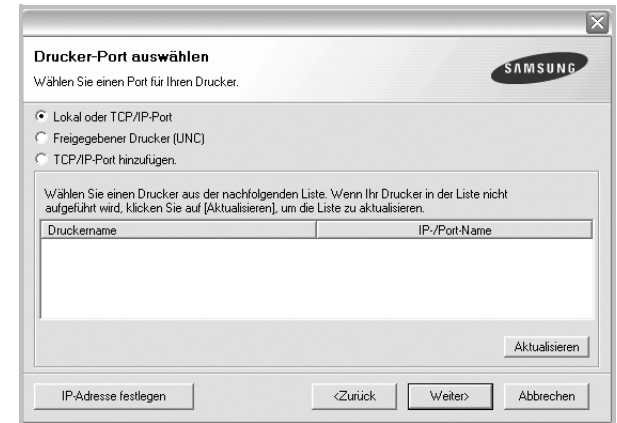 Drucker-Port auswählen
Wählen Sie einen Port für Ihren Drucker.
SAMSUNG
Lokal oder TCP/IP-Port
Freigegebener Drucker (UNC)
TCP/IP-Port hinzufügen.
Wählen Sie einen Drucker aus der nachfolgenden Liste. Wenn Ihr Drucker in der Liste nicht
aufgeführt wird, klicken Sie auf [Aktualisieren], um die Liste zu aktualisieren.
Druckername IP-/Port-Name
Aktualisieren
IP-Adresse festlegen <Zurück Weiter> Abbrechen